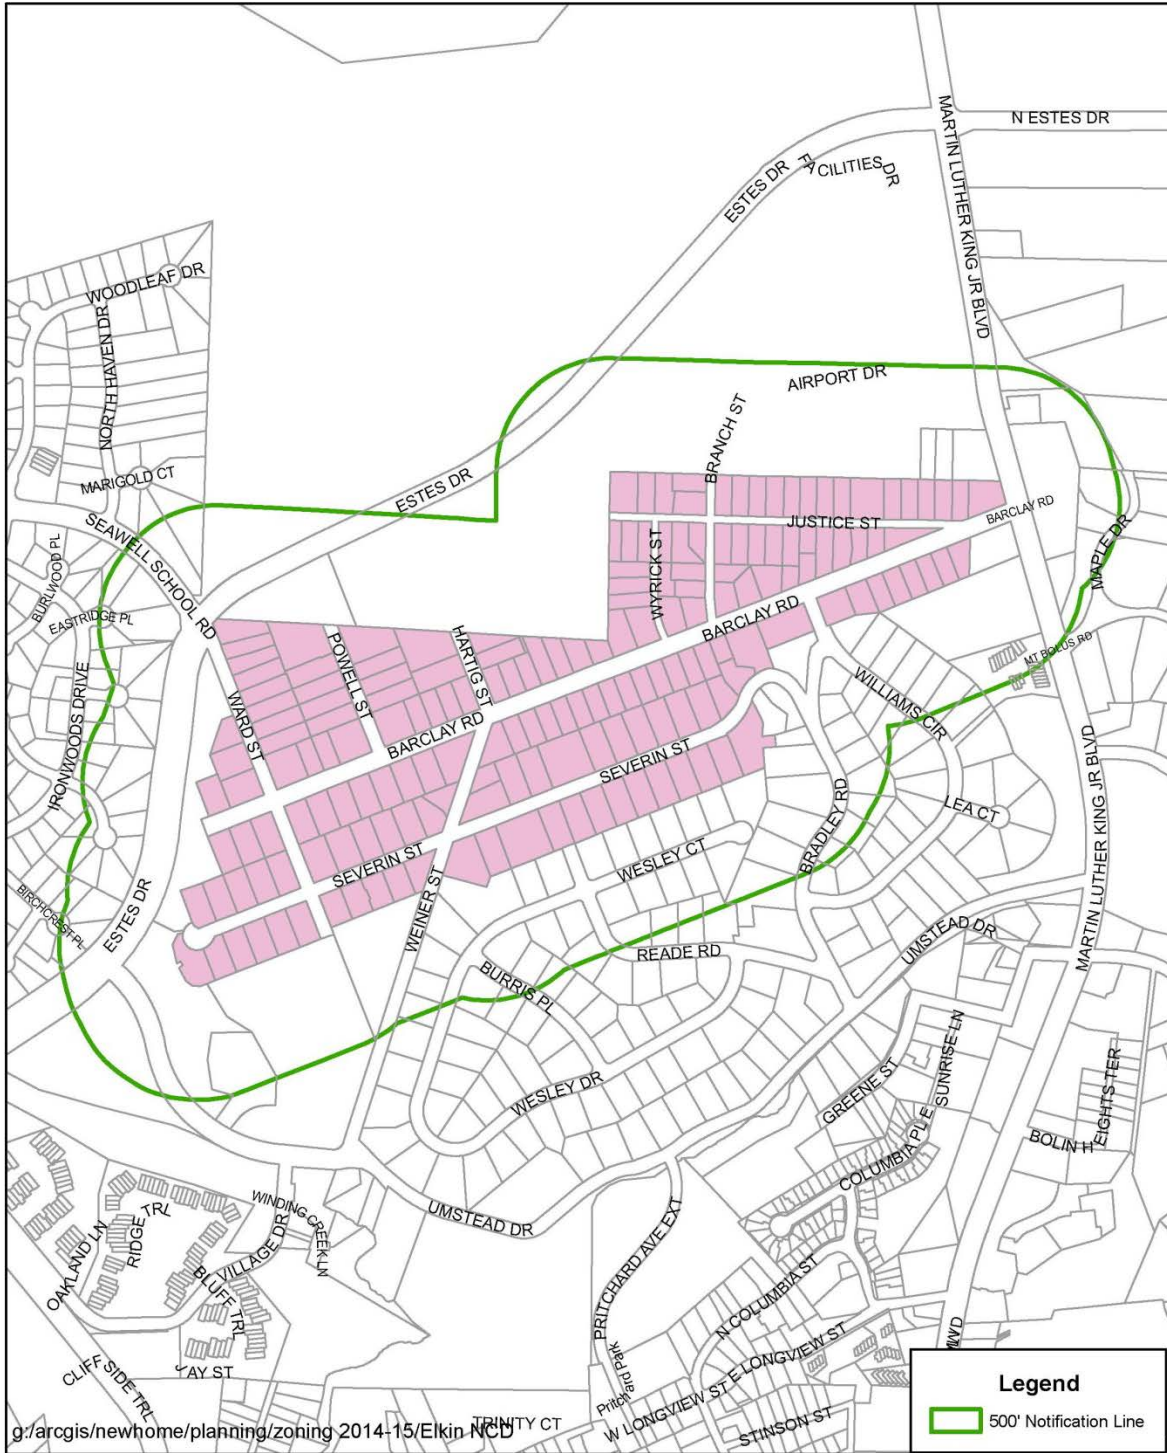 N ESTES DR
MARTIN LUTHER KING JR BLVD
FACILITIES DR
ESTES DR
WOODLEAF DR
NORTH HAVEN DR
AIRPORT DR
BRANCH ST
MARIGOLD CT
ESTES DR
SEAWELL SCHOOL RD
BARCLAY RD
JUSTICE ST
BURLWOOD PL
WYRICK ST
MAPLE DR
EASTRIDGE PL
BARCLAY RD
HARTIG ST
POWELL ST
MT BOLUS RD
IRONWOODS DRIVE
WARD ST
WILLIAMS CIR
BARCLAY RD
SEVERIN ST
BRADLEY RD
LEA CT
MARTIN LUTHER KING JR BLVD
SEVERIN ST
WESLEY CT
WEINER ST
BIRCHCREST PL
ESTES DR
UMSTEAD DR
READE RD
BURRIS PL
SUNRISE LN
GREENE ST
WESLEY DR
EIGHTS TER
BOLIN H
COLUMBIA PL E
WINDING CREEK LN
UMSTEAD DR
RIDGE TRL
OAKLAND LN
VILLAGE DR
BLUFF TRL
PRITCHARD AVE EXT
N COLUMBIA ST
E LONGVIEW ST
CLIFF SIDE TRL
JAY ST
Pritchard Park
W LONGVIEW ST
STINSON ST
TRINITY CT
g:/arcgis/newhome/planning/zoning 2014-15/Elkin NCD
Legend
500' Notification Line